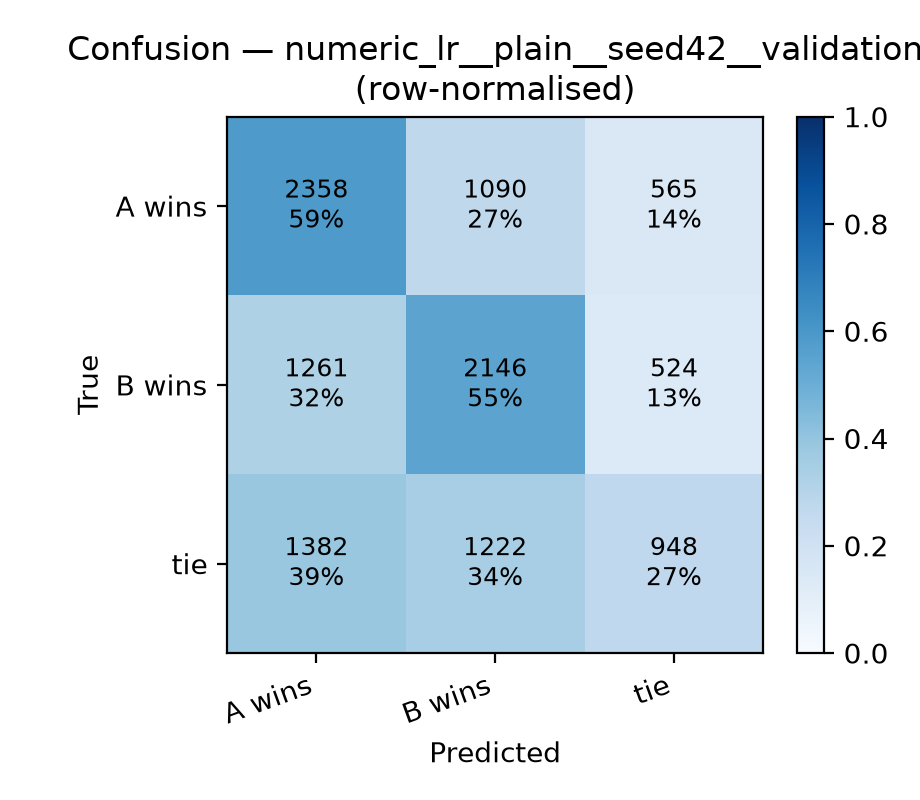 Confusion — numeric_lr__plain__seed42__validation
(row-normalised)
True
A wins
2358
59%
1090
27%
565
14%
B wins
1261
32%
2146
55%
524
13%
tie
1382
39%
1222
34%
948
27%
A wins
B wins
tie
Predicted
1.0
0.8
0.6
0.4
0.2
0.0